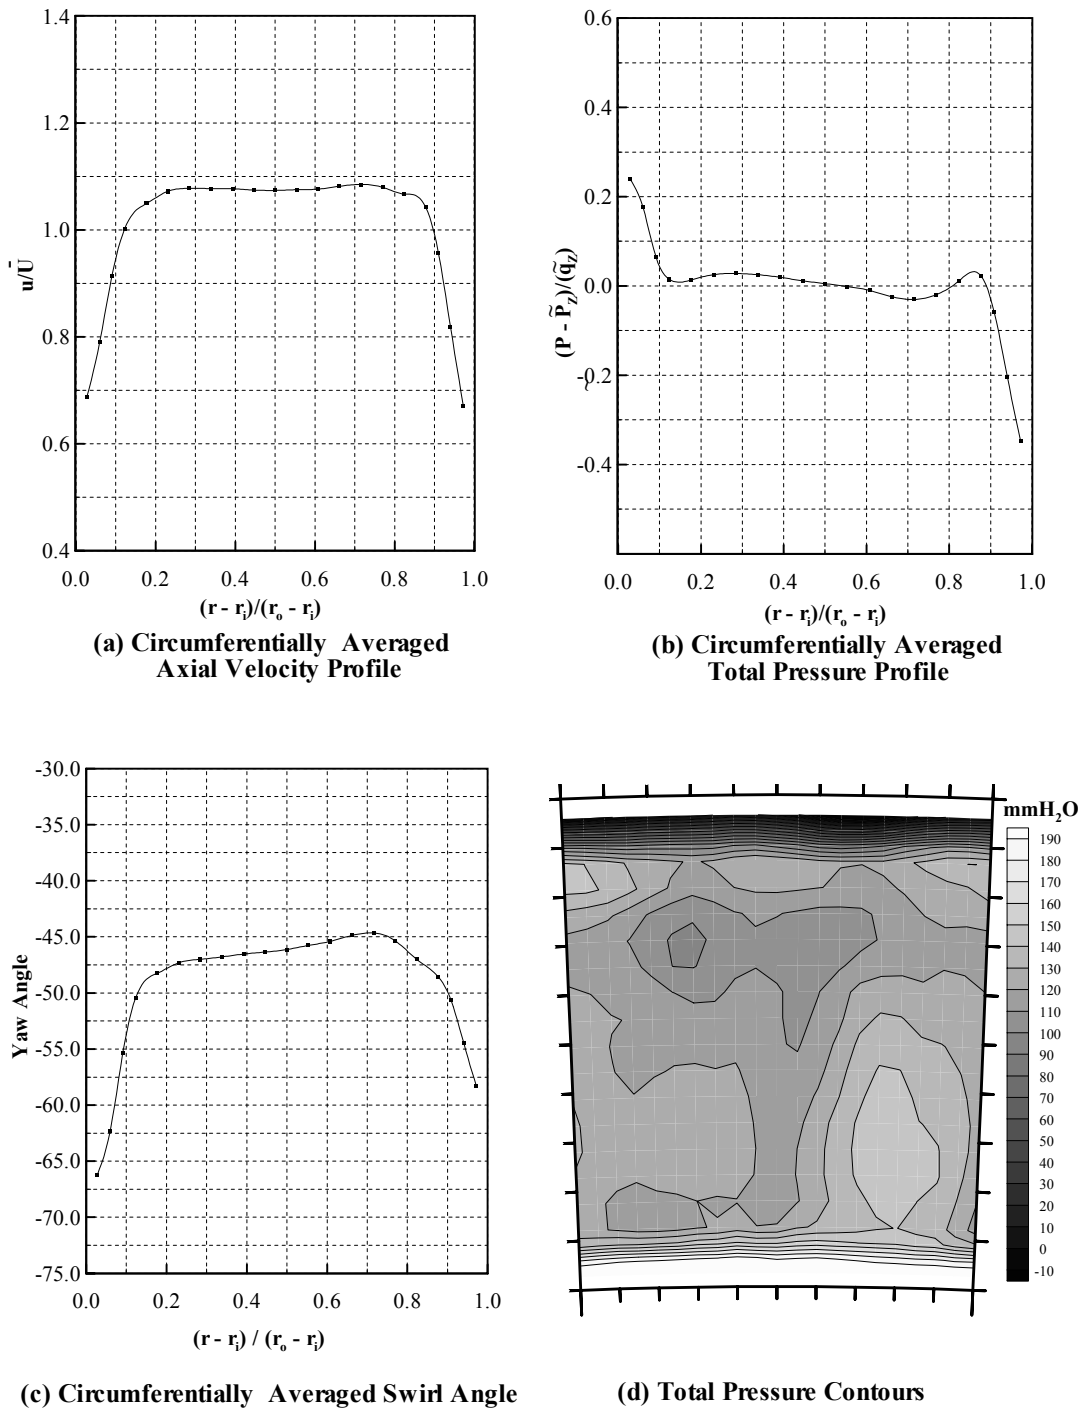 1.4
1.2
1.0
0.8
0.6
0.4
u/Ū
0.0 0.2 0.4 0.6 0.8 1.0
(r - rᵢ)/(rₒ - rᵢ)
(a) Circumferentially Averaged
Axial Velocity Profile
0.6
0.4
0.2
0.0
-0.2
-0.4
~
(P - P̃_Z)/(q̃_Z)
0.0 0.2 0.4 0.6 0.8 1.0
(r - rᵢ)/(rₒ - rᵢ)
(b) Circumferentially Averaged
Total Pressure Profile
-30.0
-35.0
-40.0
-45.0
-50.0
-55.0
-60.0
-65.0
-70.0
-75.0
Yaw Angle
0.0 0.2 0.4 0.6 0.8 1.0
(r - rᵢ) / (rₒ - rᵢ)
(c) Circumferentially Averaged Swirl Angle
mmH₂O
190
180
170
160
150
140
130
120
110
100
90
80
70
60
50
40
30
20
10
0
-10
(d) Total Pressure Contours